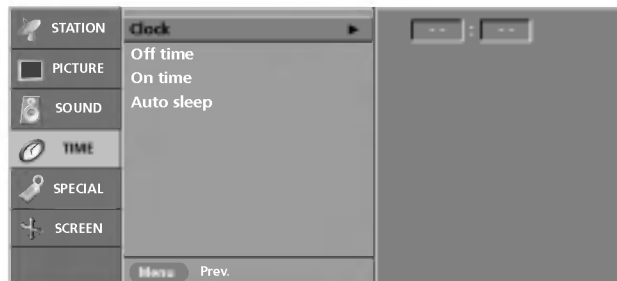 STATION
PICTURE
SOUND
TIME
SPECIAL
SCREEN
Clock
Off time
On time
Auto sleep
-- : --
Menu Prev.